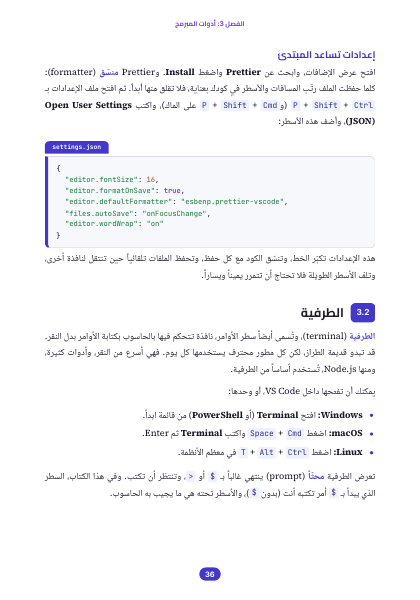 الفصل 3: أدوات المبرمج
إعدادات تساعد المبتدئ
افتح عرض الإضافات، وابحث عن Prettier واضغط Install. وPrettier منسّق (formatter):
كلما حفظت الملف رتّب المسافات والأسطر في كودك بعناية، فلا تقلق منها أبداً. ثم افتح ملف الإعدادات بـ
Ctrl + Shift + P (و Cmd + Shift + P على الماك)، واكتب Open User Settings
(JSON)، وأضف هذه الأسطر:
settings.json
{
"editor.fontSize": 16,
"editor.formatOnSave": true,
"editor.defaultFormatter": "esbenp.prettier-vscode",
"files.autoSave": "onFocusChange",
"editor.wordWrap": "on"
}
هذه الإعدادات تكبّر الخط، وتنسّق الكود مع كل حفظ، وتحفظ الملفات تلقائياً حين تنتقل لنافذة أخرى،
وتلف الأسطر الطويلة فلا تحتاج أن تتمرر يميناً ويساراً.
3.2 الطرفية
الطرفية (terminal)، وتُسمى أيضاً سطر الأوامر، نافذة تتحكم فيها بالحاسوب بكتابة الأوامر بدل النقر.
قد تبدو قديمة الطراز، لكن كل مطور محترف يستخدمها كل يوم. فهي أسرع من النقر، وأدوات كثيرة،
ومنها Node.js، تُستخدم أساساً من الطرفية.
يمكنك أن تفتحها داخل VS Code، أو وحدها:
• Windows: افتح Terminal (أو PowerShell) من قائمة ابدأ.
• macOS: اضغط Cmd + Space واكتب Terminal ثم Enter.
• Linux: اضغط Ctrl + Alt + T في معظم الأنظمة.
تعرض الطرفية محثّاً (prompt) ينتهي غالباً بـ $ أو >، وتنتظر أن تكتب. وفي هذا الكتاب، السطر
الذي يبدأ بـ $ أمر تكتبه أنت (بدون $)، والأسطر تحته هي ما يجيب به الحاسوب.
36